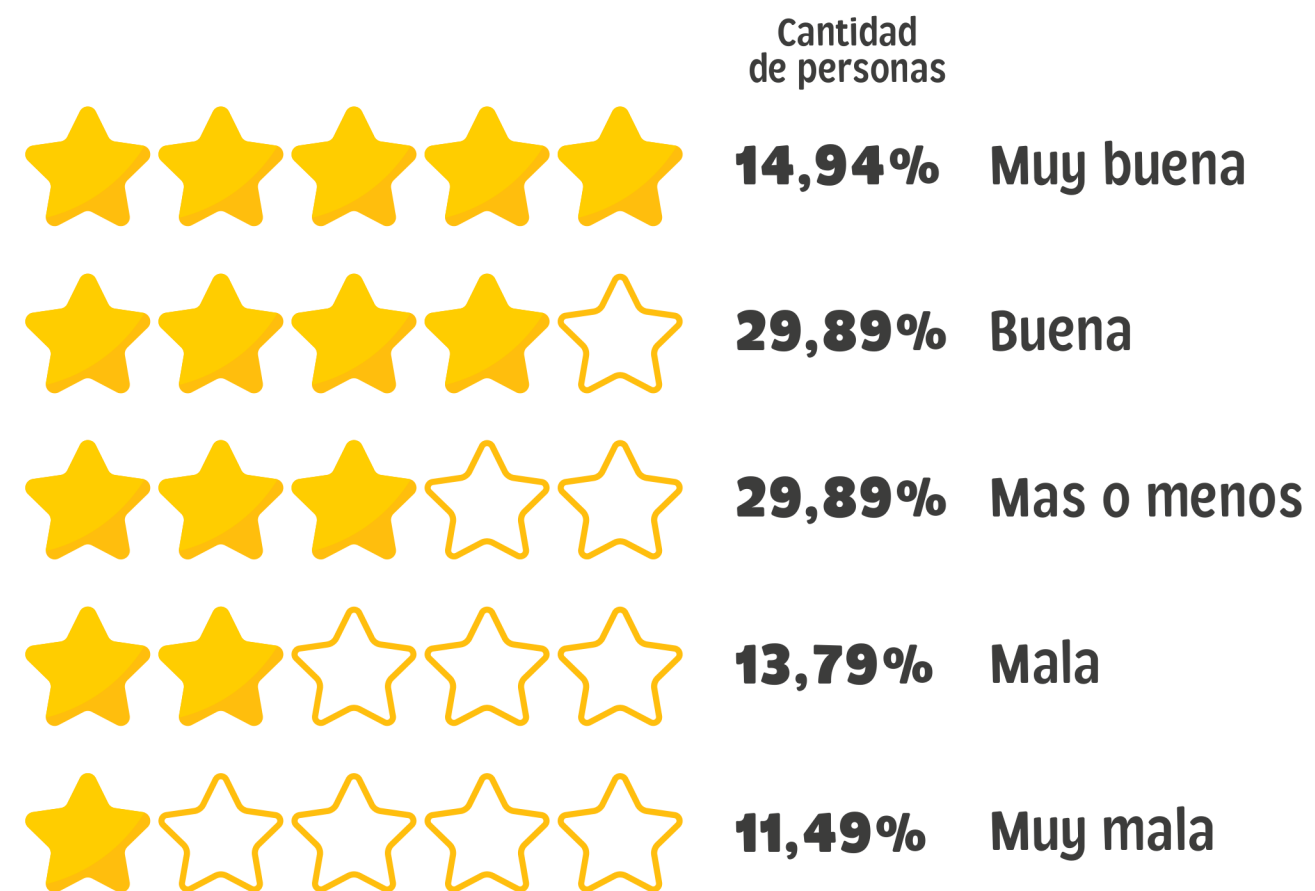 Cantidad
de personas
14,94% Muy buena
29,89% Buena
29,89% Mas o menos
13,79% Mala
11,49% Muy mala